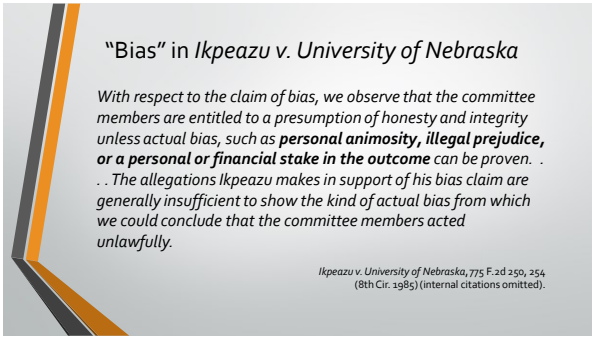 “Bias” in Ikpeazu v. University of Nebraska
With respect to the claim of bias, we observe that the committee
members are entitled to a presumption of honesty and integrity
unless actual bias, such as personal animosity, illegal prejudice,
or a personal or financial stake in the outcome can be proven. .
. . The allegations Ikpeazu makes in support of his bias claim are
generally insufficient to show the kind of actual bias from which
we could conclude that the committee members acted
unlawfully.
Ikpeazu v. University of Nebraska, 775 F.2d 250, 254
(8th Cir. 1985) (internal citations omitted).